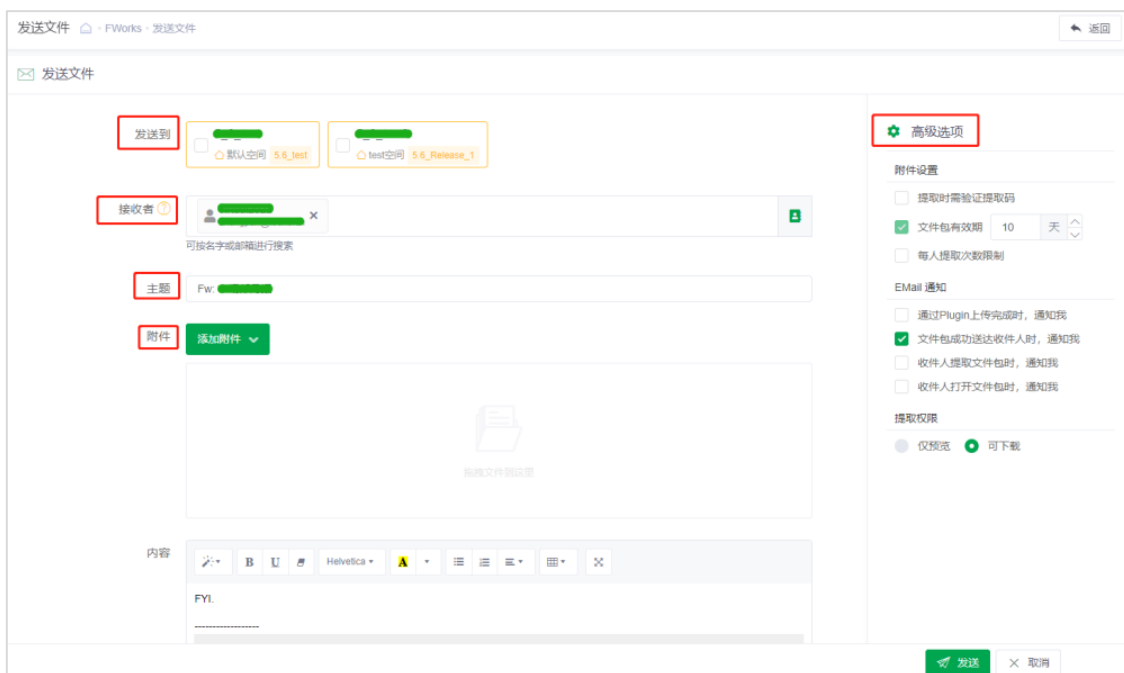 发送文件 - FWorks - 发送文件
返回
发送文件
发送到
默认空间 5.6_test
test空间 5.6_Release_1
接收者
可按名字或邮箱进行搜索
主题 Fw:
附件 添加附件
拖拽文件到这里
内容
B U Helvetica A
FYI.
------------------
高级选项
附件设置
提取时需验证提取码
文件包有效期 10 天
每人提取次数限制
EMail 通知
通过Plugin上传完成时，通知我
文件包成功送达收件人时，通知我
收件人提取文件包时，通知我
收件人打开文件包时，通知我
提取权限
仅预览 可下载
发送 取消